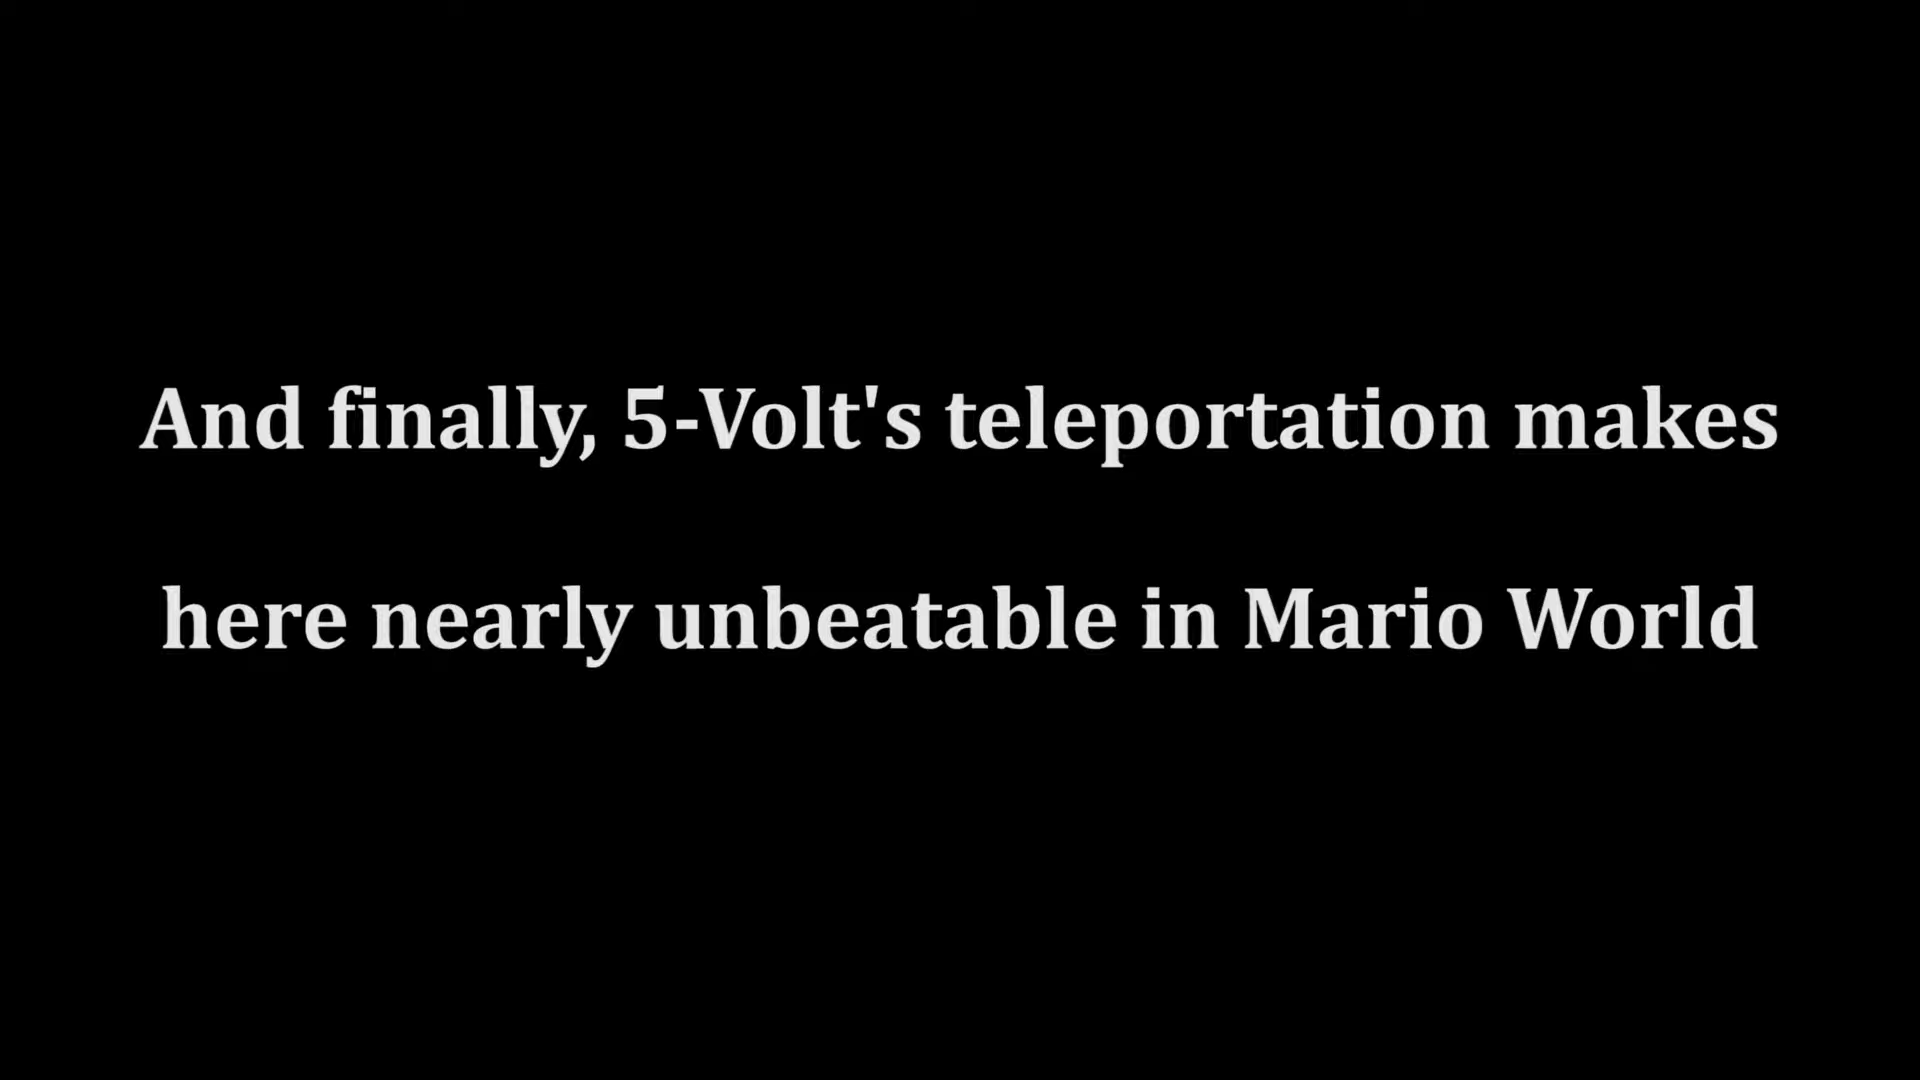 And finally, 5-Volt's teleportation makes
here nearly unbeatable in Mario World